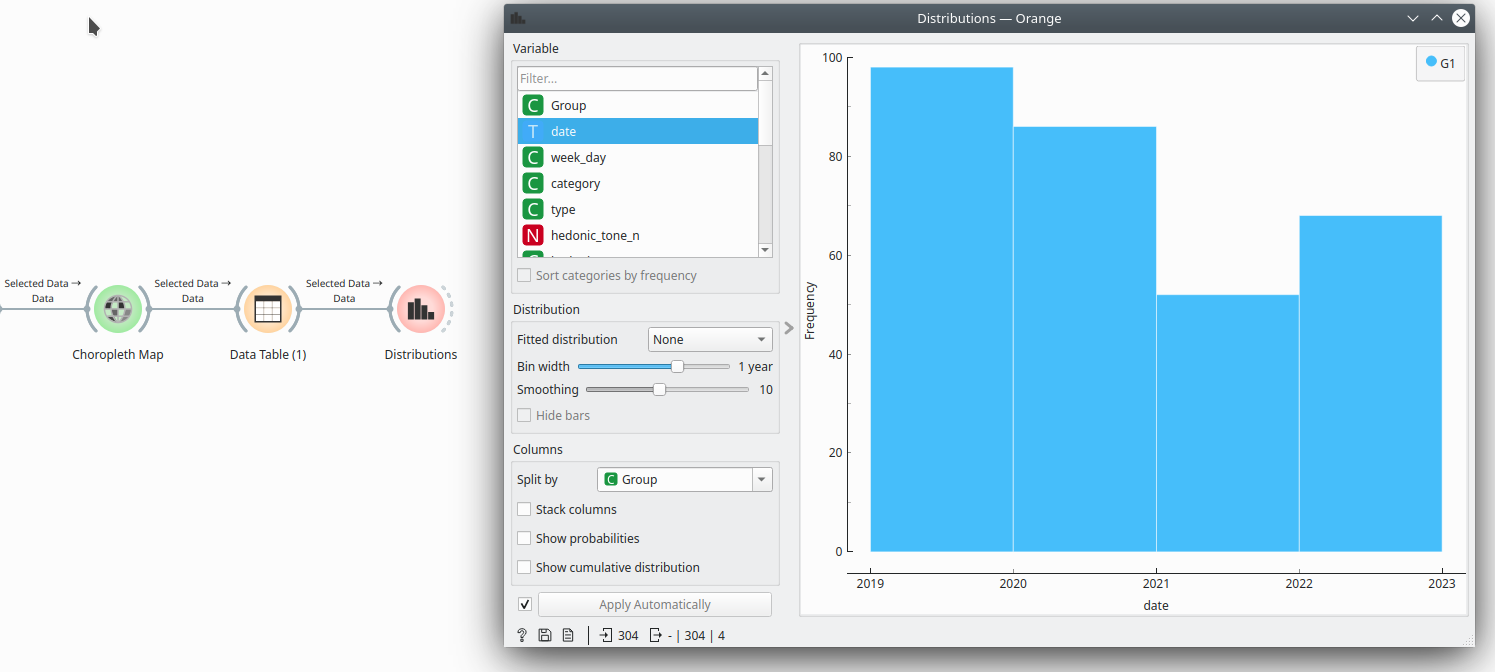 Distributions — Orange
Selected Data →
Data
Selected Data →
Data
Selected Data →
Data
Choropleth Map
Data Table (1)
Distributions
Variable
Filter...
C Group
T date
C week_day
C category
C type
N hedonic_tone_n
Sort categories by frequency
Distribution
Fitted distribution None
Bin width 1 year
Smoothing 10
Hide bars
Columns
Split by C Group
Stack columns
Show probabilities
Show cumulative distribution
Apply Automatically
? 304 - | 304 | 4
G1
100
80
60
40
20
0
Frequency
2019 2020 2021 2022 2023
date